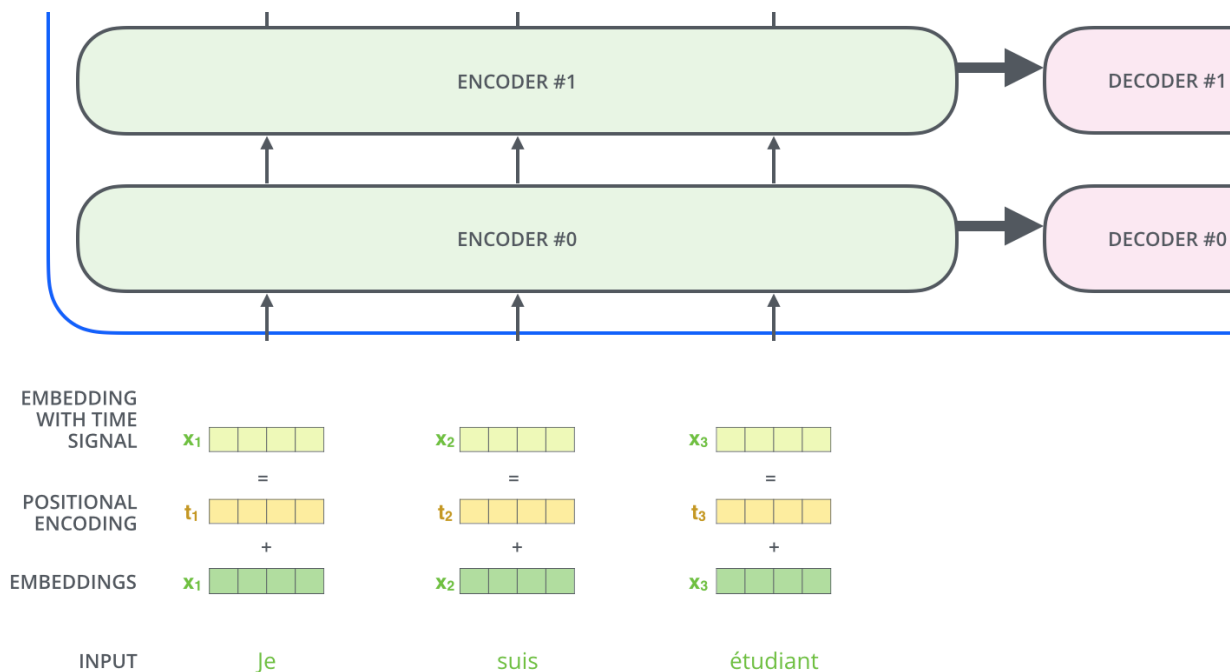 ENCODER #1
DECODER #1
ENCODER #0
DECODER #0
EMBEDDING
WITH TIME
SIGNAL
x₁
x₂
x₃
= = =
POSITIONAL
ENCODING
t₁
t₂
t₃
+ + +
EMBEDDINGS
x₁
x₂
x₃
INPUT
Je
suis
étudiant